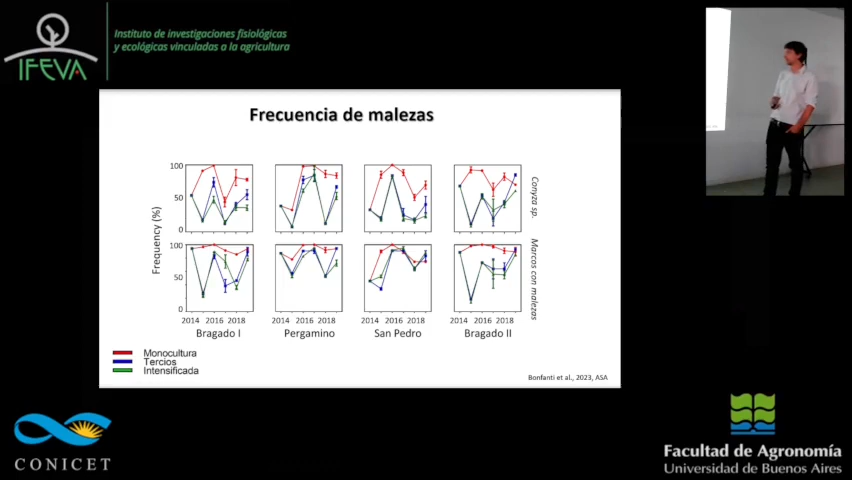 Instituto de investigaciones fisiológicas
y ecológicas vinculadas a la agricultura
IFEVA
Frecuencia de malezas
Frequency (%)
100
50
0
Conyza sp.
100
50
0
Marcos con malezas
2014 2016 2018 2014 2016 2018 2014 2016 2018 2014 2016 2018
Bragado I Pergamino San Pedro Bragado II
Monocultura
Tercios
Intensificada
Bonfanti et al., 2023, ASA
CONICET
Facultad de Agronomía
Universidad de Buenos Aires